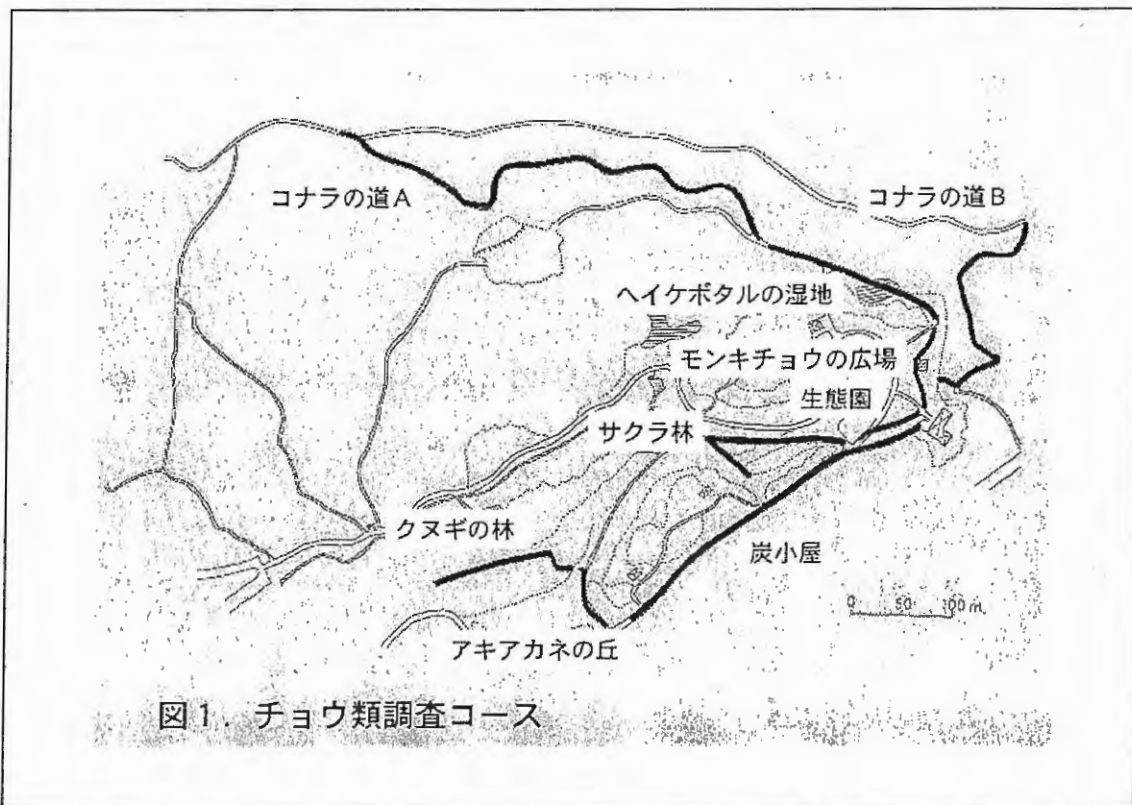 コナラの道A
コナラの道B
ヘイケボタルの湿地
モンキチョウの広場
生態園
サクラ林
クヌギの林
炭小屋
0 50 100 m
アキアカネの丘
図1. チョウ類調査コース